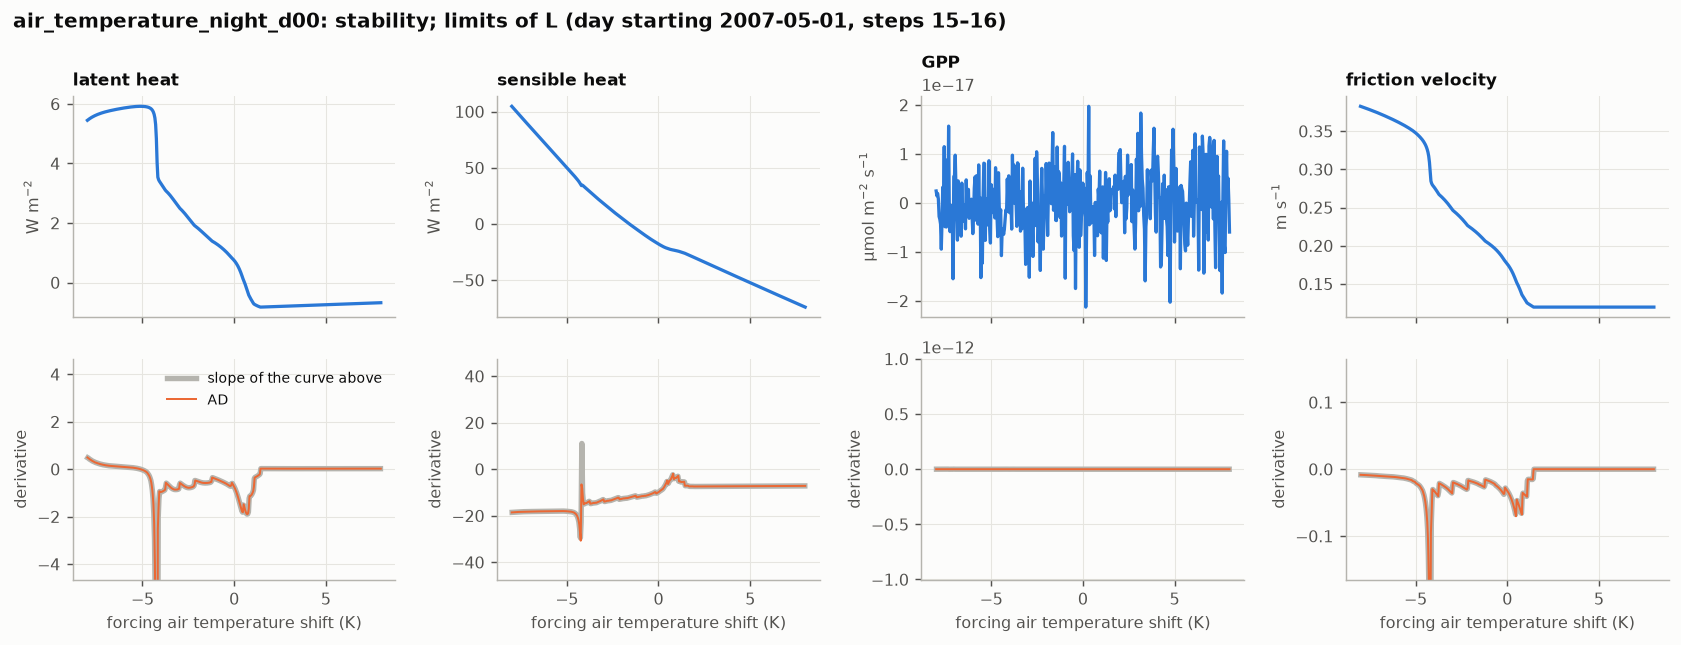 air_temperature_night_d00: stability; limits of L (day starting 2007-05-01, steps 15–16)
latent heat
W m⁻²
6
4
2
0
sensible heat
W m⁻²
100
50
0
−50
GPP
1e−17
µmol m⁻² s⁻¹
2
1
0
−1
−2
friction velocity
m s⁻¹
0.35
0.30
0.25
0.20
0.15
derivative
4
2
0
−2
−4
slope of the curve above
AD
−5 0 5
forcing air temperature shift (K)
derivative
40
20
0
−20
−40
−5 0 5
forcing air temperature shift (K)
1e−12
derivative
1.0
0.5
0.0
−0.5
−1.0
−5 0 5
forcing air temperature shift (K)
derivative
0.1
0.0
−0.1
−5 0 5
forcing air temperature shift (K)